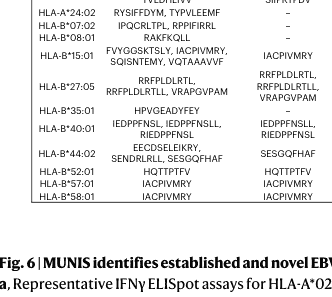 HLA-A*24:02 RYSIFFDYM, TYPVLEEMF –
HLA-B*07:02 IPQCRLTPL, RPPIFIRRL –
HLA-B*08:01 RAKFKQLL –
FVYGGSKTSLY, IACPIVMRY,
HLA-B*15:01 IACPIVMRY
SQISNTEMY, VQTAAAVVF
RRFPLDLRTL,
HLA-B*27:05 RRFPLDLRTL, RRFPLDLRTLL,
RRFPLDLRTLL, VRAPGVPAM
VRAPGVPAM
HLA-B*35:01 HPVGEADYFEY –
HLA-B*40:01 IEDPPFNSL, IEDPPFNSLL, IEDPPFNSLL,
RIEDPPFNSL RIEDPPFNSL
HLA-B*44:02 EECDSELEIKRY, SESGQFHAF
SENDRLRLL, SESGQFHAF
HLA-B*52:01 HQTTPTFV HQTTPTFV
HLA-B*57:01 IACPIVMRY IACPIVMRY
HLA-B*58:01 IACPIVMRY IACPIVMRY
Fig. 6 | MUNIS identifies established and novel EBV
a, Representative IFNγ ELISpot assays for HLA-A*02